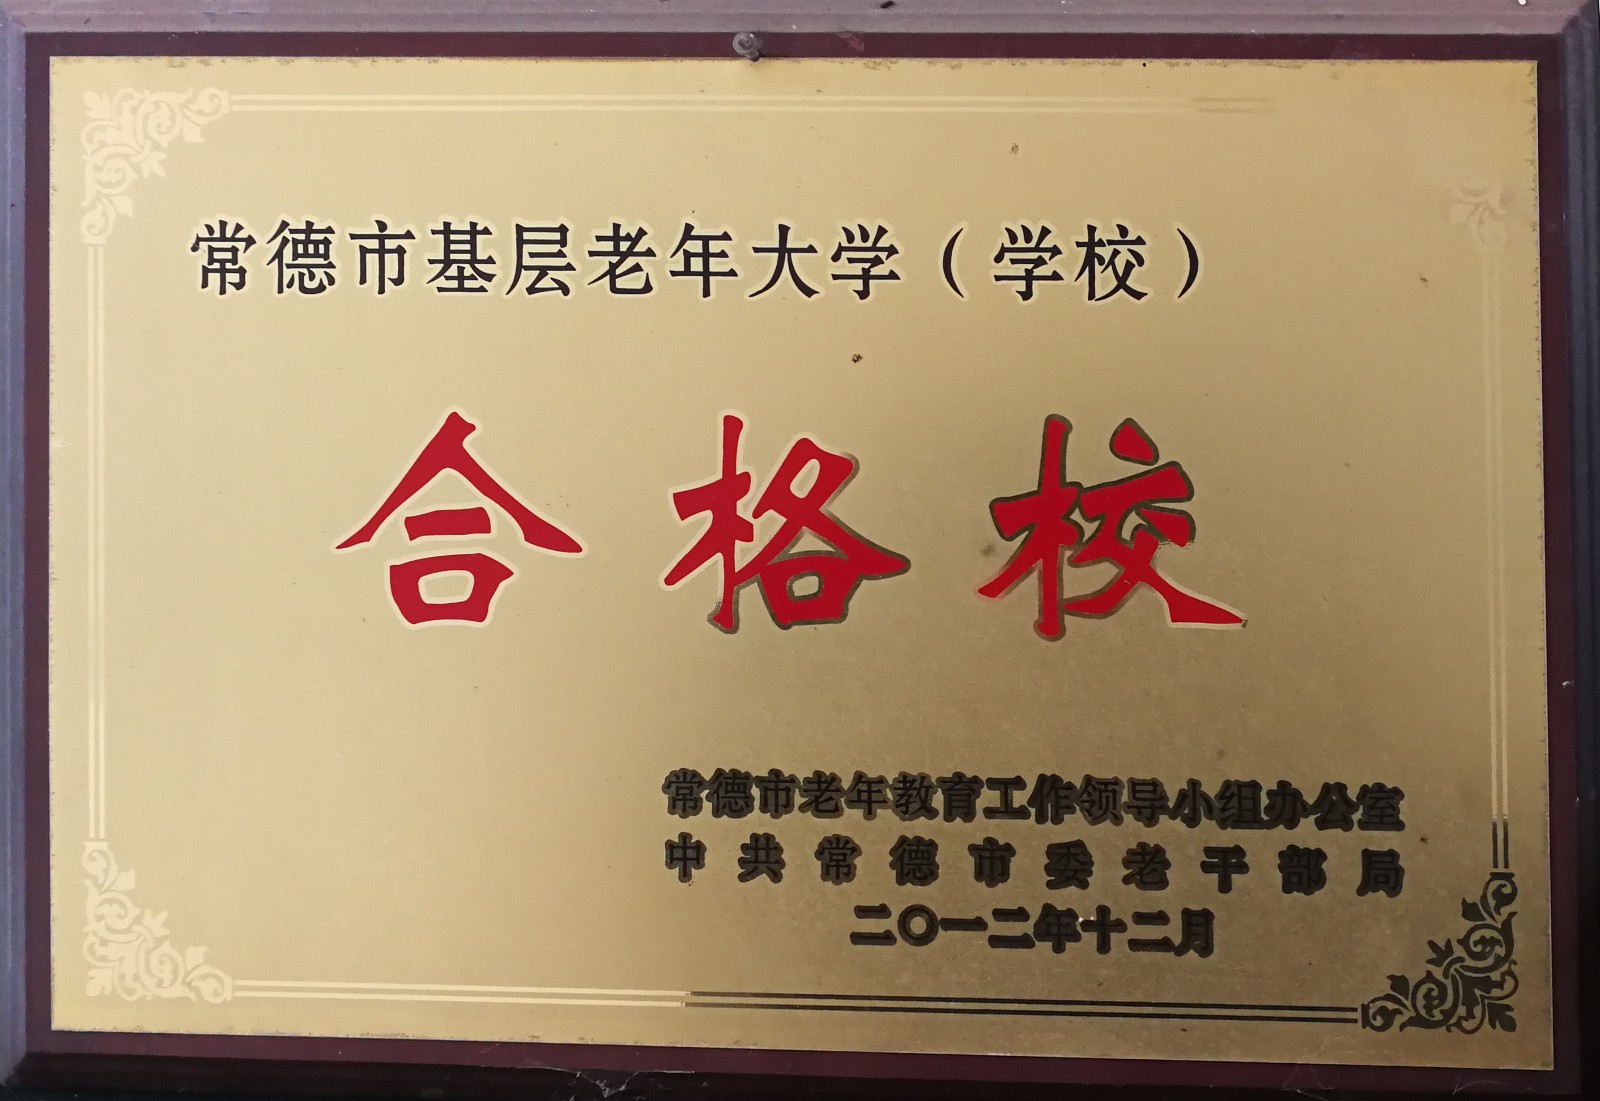 常德市基层老年大学（学校）
合格校
常德市老年教育工作领导小组办公室
中共常德市委老干部局
二〇一二年十二月